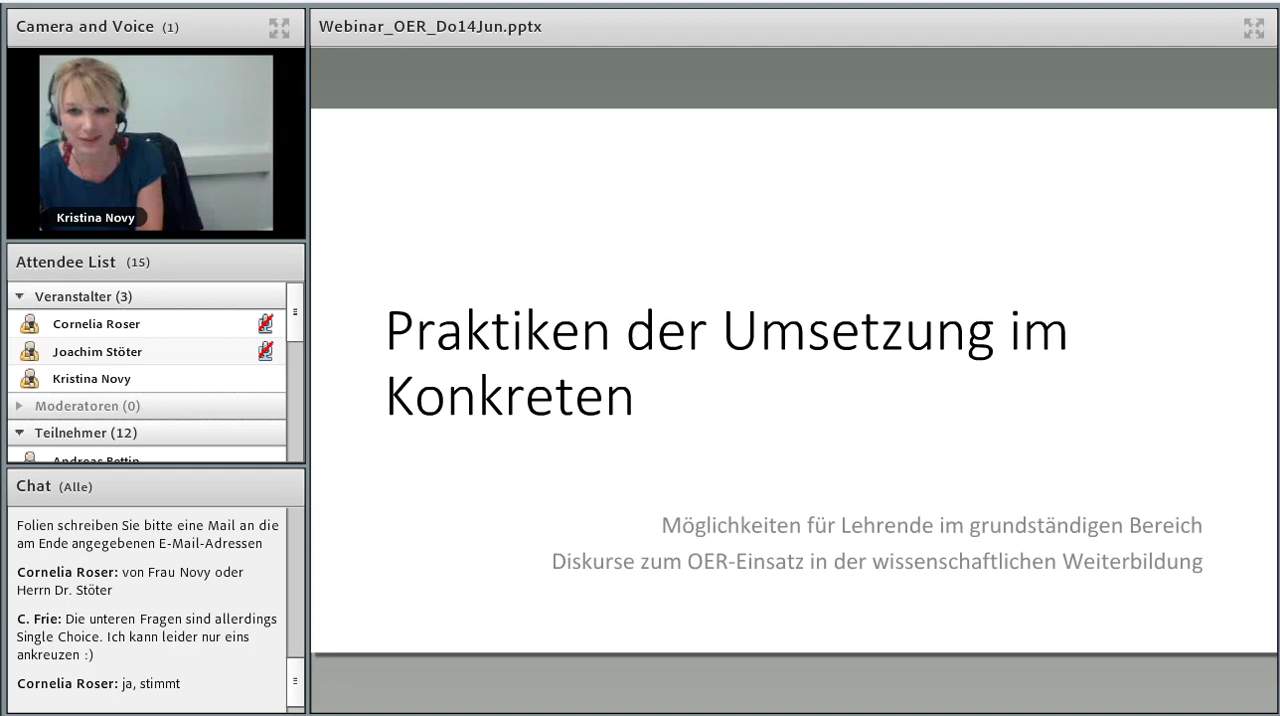 Camera and Voice (1)
Kristina Novy
Attendee List (15)
Veranstalter (3)
Cornelia Roser
Joachim Stöter
Kristina Novy
Moderatoren (0)
Teilnehmer (12)
Andreas Bettin
Chat (Alle)
Folien schreiben Sie bitte eine Mail an die
am Ende angegebenen E-Mail-Adressen
Cornelia Roser: von Frau Novy oder
Herrn Dr. Stöter
C. Frie: Die unteren Fragen sind allerdings
Single Choice. Ich kann leider nur eins
ankreuzen :)
Cornelia Roser: ja, stimmt
Webinar_OER_Do14Jun.pptx
Praktiken der Umsetzung im
Konkreten
Möglichkeiten für Lehrende im grundständigen Bereich
Diskurse zum OER-Einsatz in der wissenschaftlichen Weiterbildung